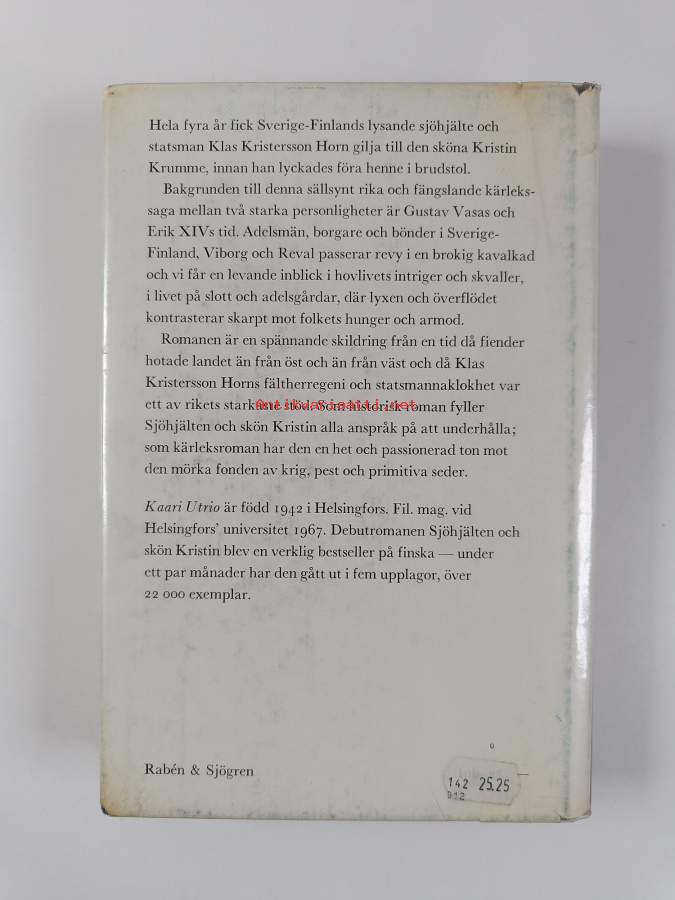 Hela fyra år fick Sverige-Finlands lysande sjöhjälte och
statsman Klas Kristersson Horn gilja till den sköna Kristin
Krumme, innan han lyckades föra henne i brudstol.
Bakgrunden till denna sällsynt rika och fängslande kärleks-
saga mellan två starka personligheter är Gustav Vasas och
Erik XIVs tid. Adelsmän, borgare och bönder i Sverige-
Finland, Viborg och Reval passerar revy i en brokig kavalkad
och vi får en levande inblick i hovlivets intriger och skvaller,
i livet på slott och adelsgårdar, där lyxen och överflödet
kontrasterar skarpt mot folkets hunger och armod.
Romanen är en spännande skildring från en tid då fiender
hotade landet än från öst och än från väst och då Klas
Kristersson Horns fältherregeni och statsmannaklokhet var
ett av rikets starkaste stöd. Som historisk roman fyller
Antikvariaatti.net
Sjöhjälten och skön Kristin alla anspråk på att underhålla;
som kärleksroman har den en het och passionerad ton mot
den mörka fonden av krig, pest och primitiva seder.
Kaari Utrio är född 1942 i Helsingfors. Fil. mag. vid
Helsingfors' universitet 1967. Debutromanen Sjöhjälten och
skön Kristin blev en verklig bestseller på finska — under
ett par månader har den gått ut i fem upplagor, över
22 000 exemplar.
Rabén & Sjögren
142 25.25